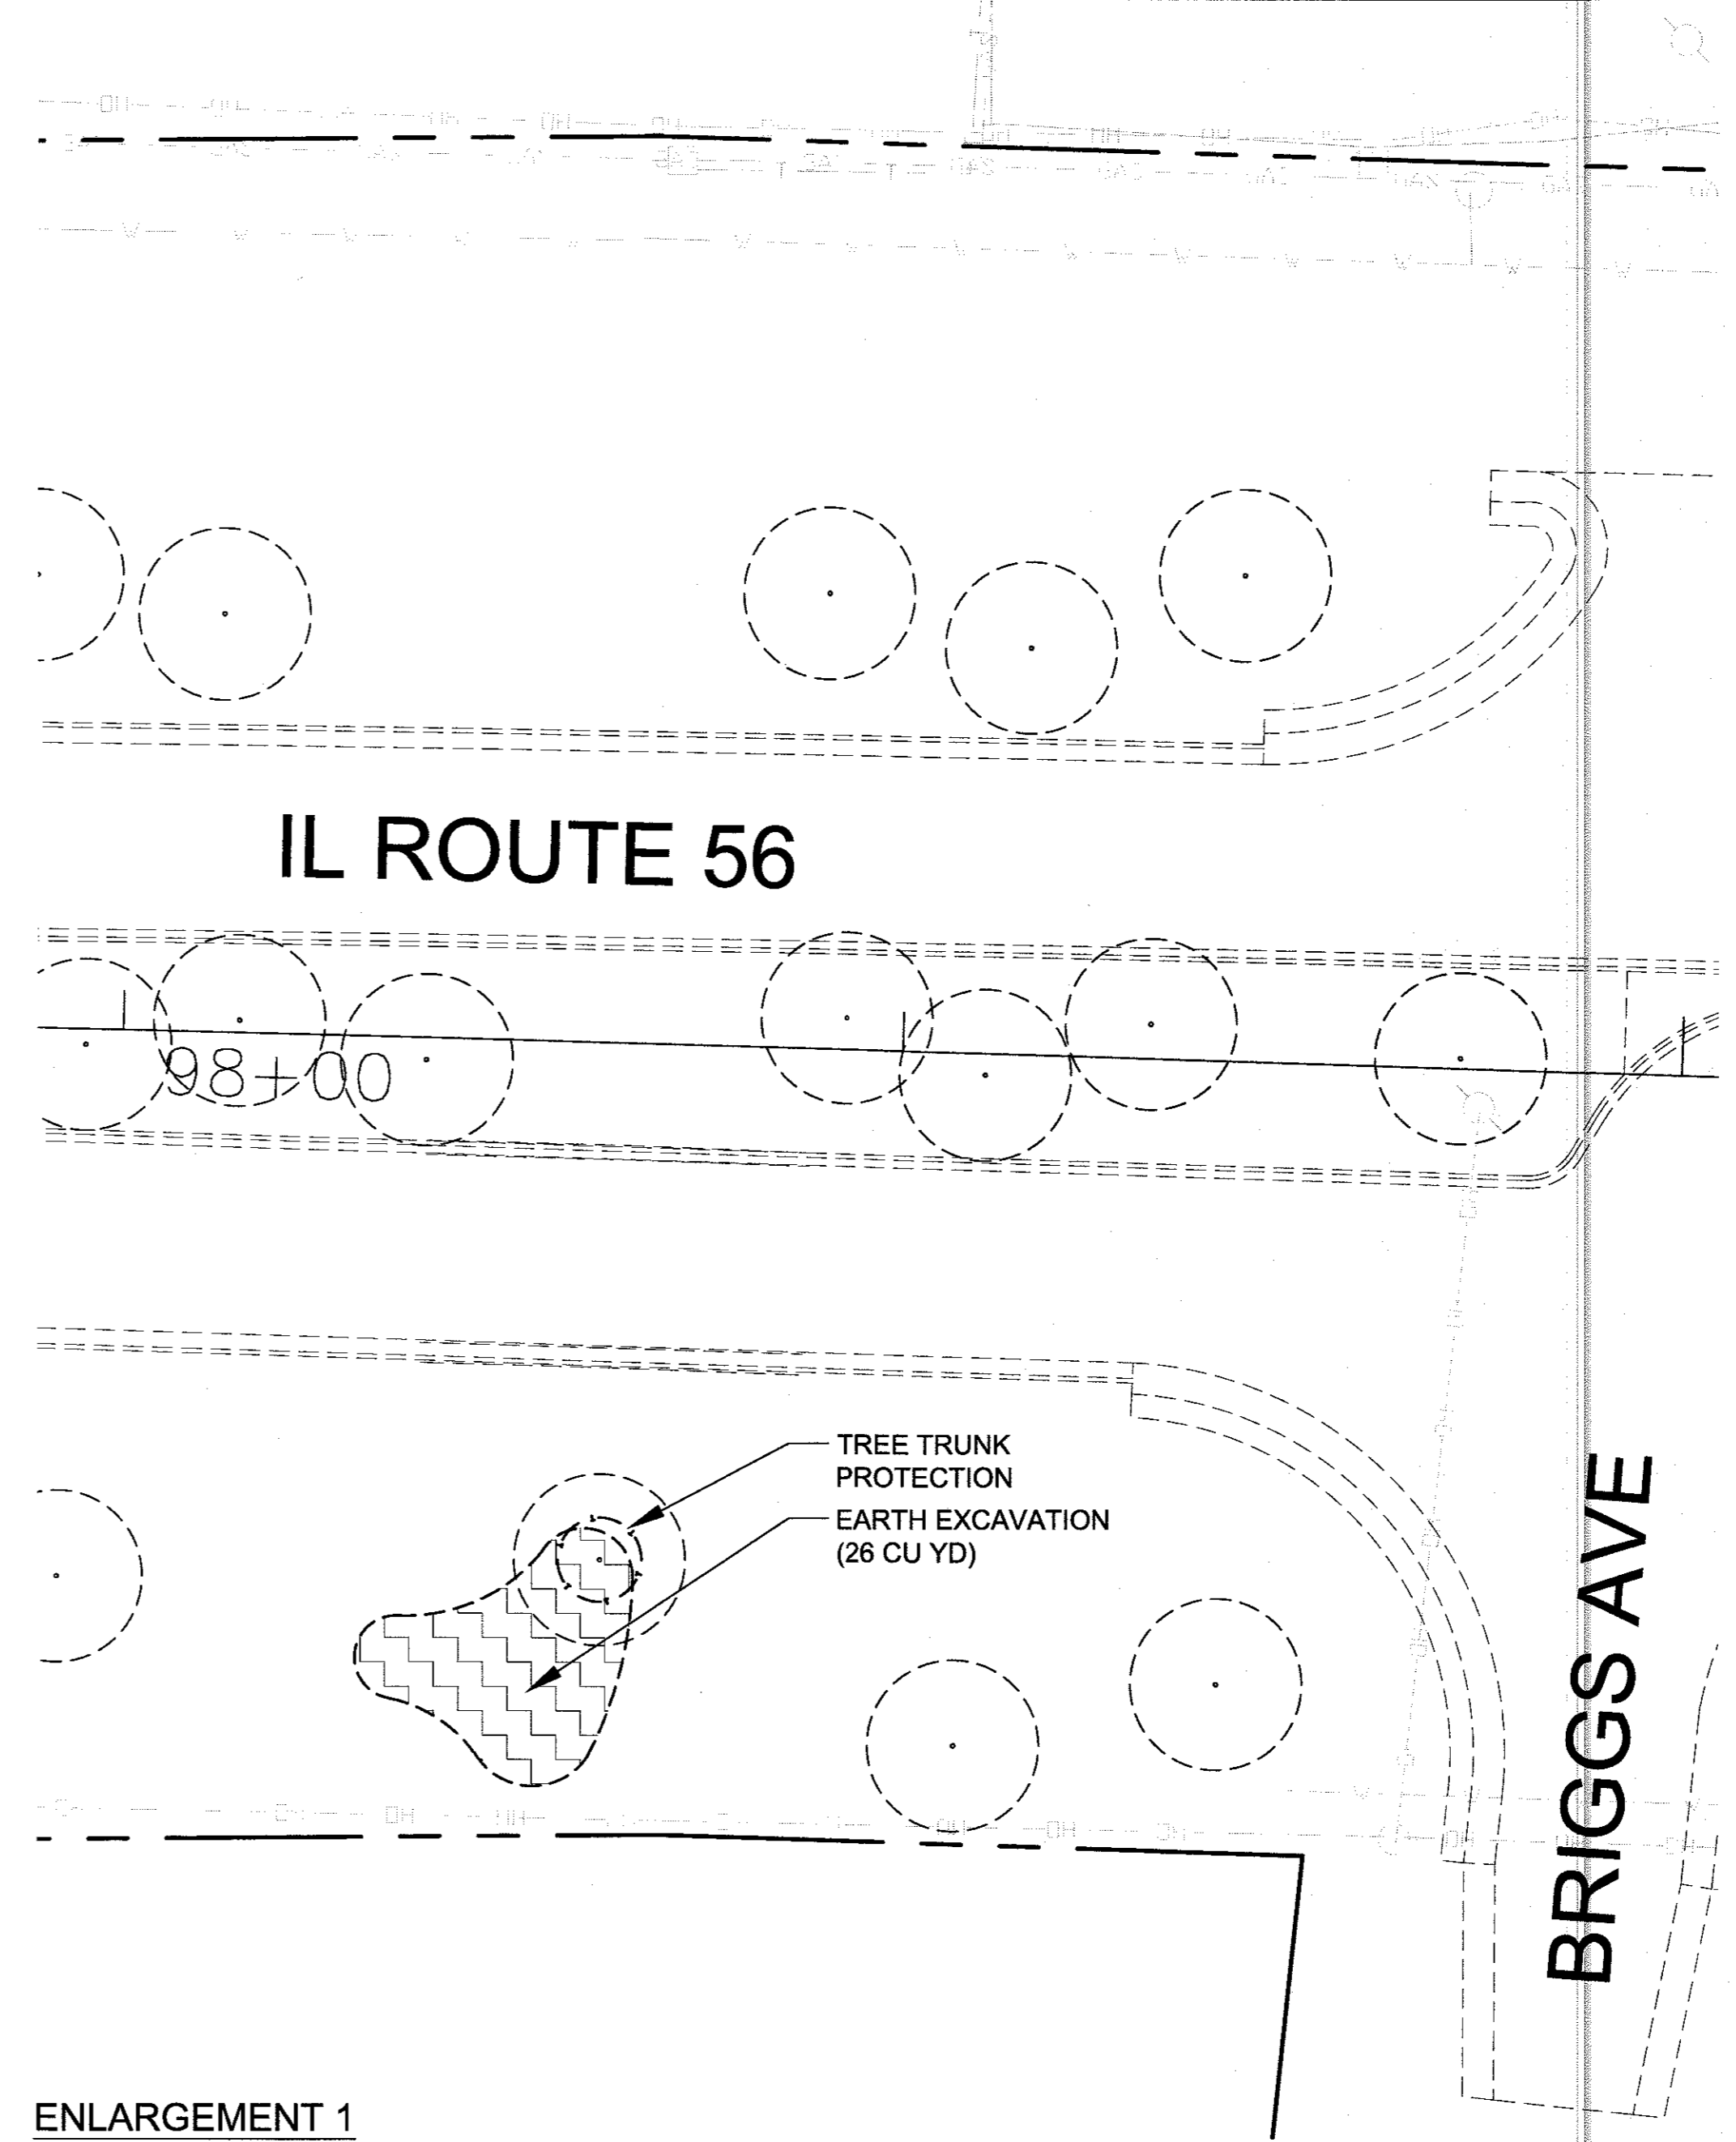 IL ROUTE 56
98+00
TREE TRUNK
PROTECTION
EARTH EXCAVATION
(26 CU YD)
BRIGGS AVE
ENLARGEMENT 1